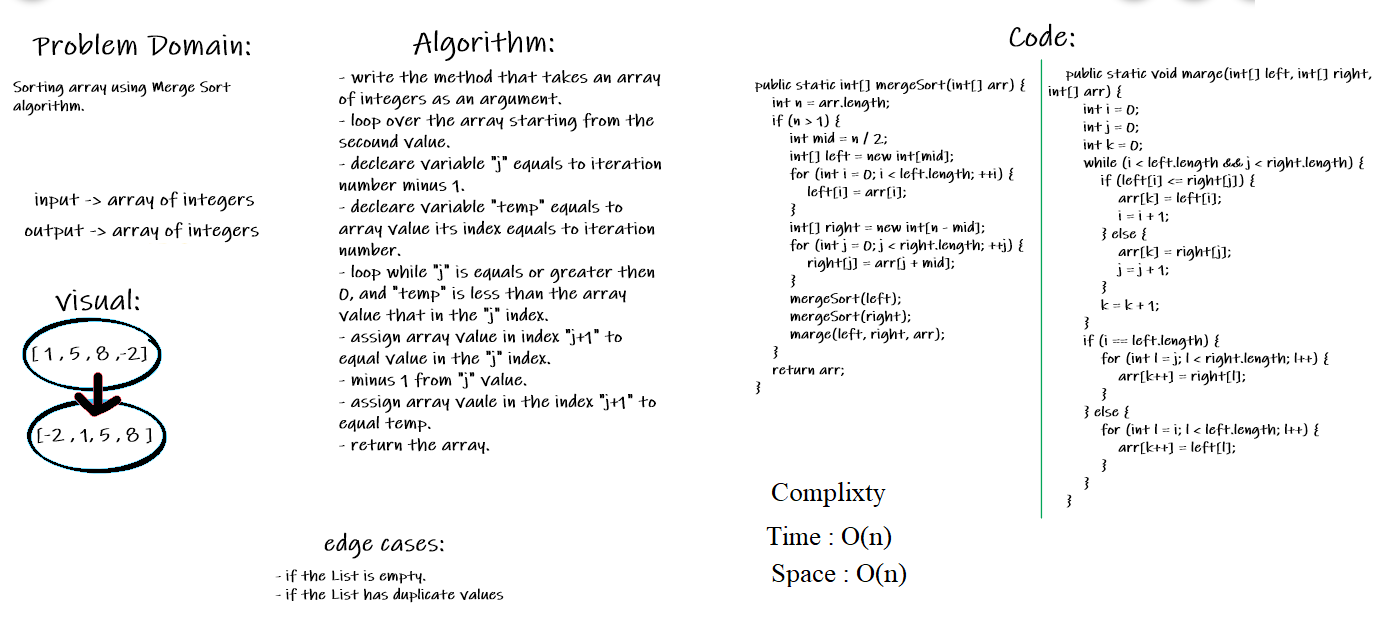 Problem Domain:
Sorting array using Merge Sort
algorithm.
input -> array of integers
output -> array of integers
visual:
[ 1 , 5 , 8 ,-2]
[-2 , 1, 5 , 8 ]
Algorithm:
- write the method that takes an array
of integers as an argument.
- loop over the array starting from the
secound value.
- decleare variable "j" equals to iteration
number minus 1.
- decleare variable "temp" equals to
array value its index equals to iteration
number.
- loop while "j" is equals or greater then
0, and "temp" is less than the array
value that in the "j" index.
- assign array value in index "j+1" to
equal value in the "j" index.
- minus 1 from "j" value.
- assign array vaule in the index "j+1" to
equal temp.
- return the array.
edge cases:
- if the List is empty.
- if the List has duplicate values
Code:
public static int[] mergeSort(int[] arr) {
int n = arr.length;
if (n > 1) {
int mid = n / 2;
int[] left = new int[mid];
for (int i = 0; i < left.length; ++i) {
left[i] = arr[i];
}
int[] right = new int[n - mid];
for (int j = 0; j < right.length; ++j) {
right[j] = arr[j + mid];
}
mergeSort(left);
mergeSort(right);
marge(left, right, arr);
}
return arr;
}
public static void marge(int[] left, int[] right,
int[] arr) {
int i = 0;
int j = 0;
int k = 0;
while (i < left.length && j < right.length) {
if (left[i] <= right[j]) {
arr[k] = left[i];
i = i + 1;
} else {
arr[k] = right[j];
j = j + 1;
}
k = k + 1;
}
if (i == left.length) {
for (int l = j; l < right.length; l++) {
arr[k++] = right[l];
}
} else {
for (int l = i; l < left.length; l++) {
arr[k++] = left[l];
}
}
}
Complixty
Time : O(n)
Space : O(n)